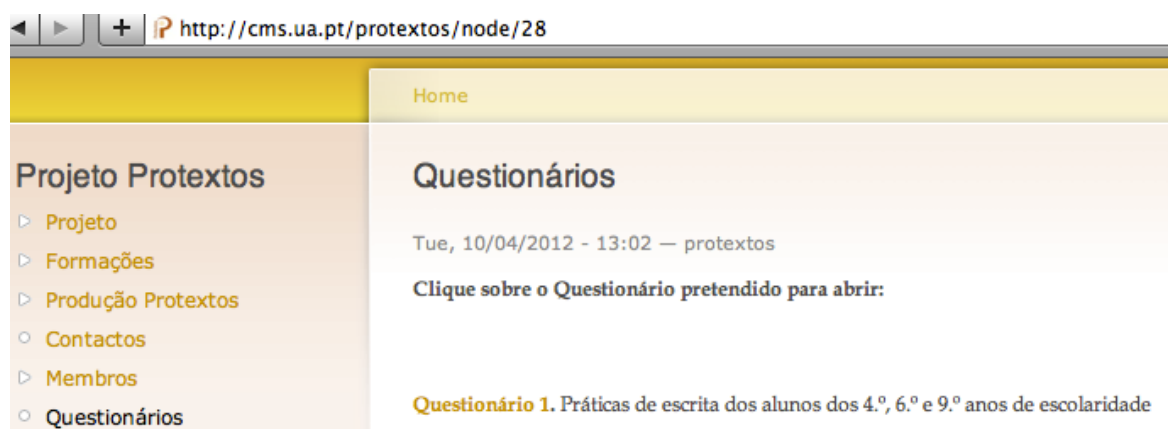 + http://cms.ua.pt/protextos/node/28
Home
Projeto Protextos
Projeto
Formações
Produção Protextos
Contactos
Membros
Questionários
Questionários
Tue, 10/04/2012 - 13:02 — protextos
Clique sobre o Questionário pretendido para abrir:
Questionário 1. Práticas de escrita dos alunos dos 4.º, 6.º e 9.º anos de escolaridade